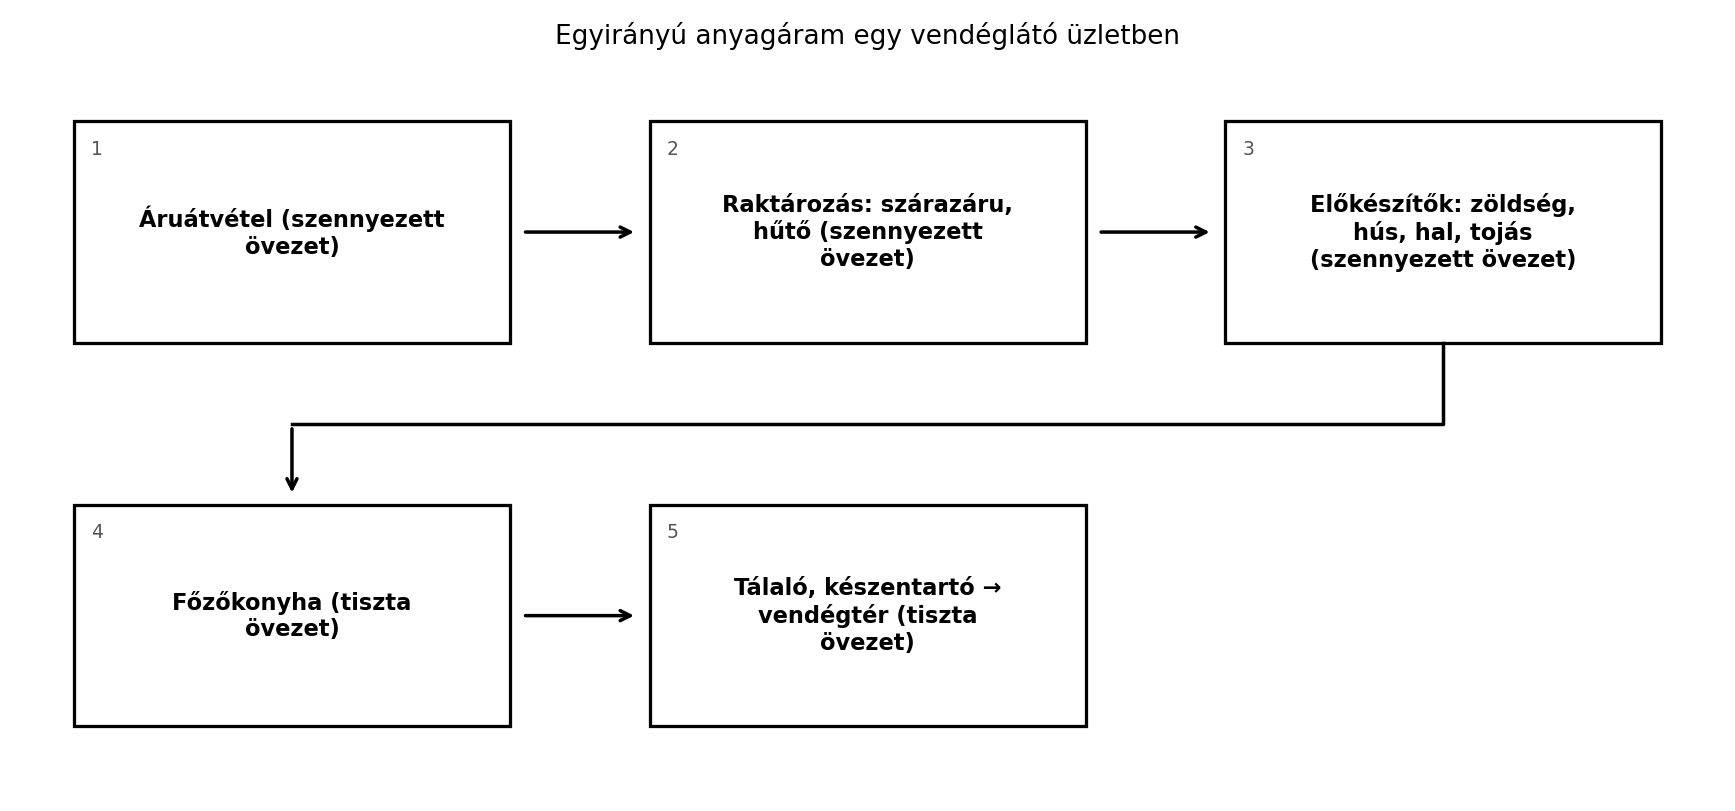 Egyirányú anyagáram egy vendéglátó üzletben
1
Áruátvétel (szennyezett
övezet)
2
Raktározás: szárazáru,
hűtő (szennyezett
övezet)
3
Előkészítők: zöldség,
hús, hal, tojás
(szennyezett övezet)
4
Főzőkonyha (tiszta
övezet)
5
Tálaló, készentartó →
vendégtér (tiszta
övezet)